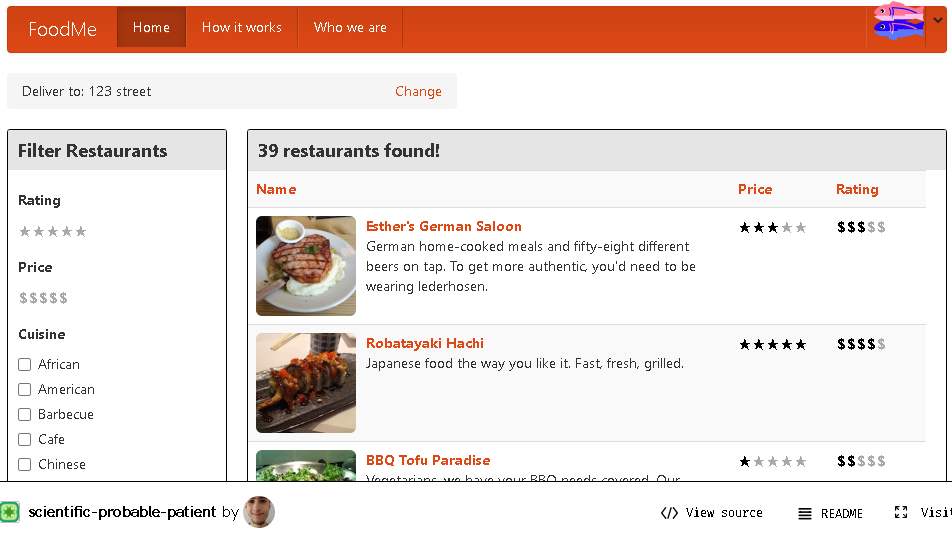 FoodMe Home How it works Who we are
Deliver to: 123 street Change
Filter Restaurants
Rating
★★★★★
Price
$$$$$
Cuisine
African
American
Barbecue
Cafe
Chinese
39 restaurants found!
Name Price Rating
Esther's German Saloon ★★★★★ $$$$$
German home-cooked meals and fifty-eight different
beers on tap. To get more authentic, you'd need to be
wearing lederhosen.
Robatayaki Hachi ★★★★★ $$$$$
Japanese food the way you like it. Fast, fresh, grilled.
BBQ Tofu Paradise ★★★★★ $$$$$
Vegetarians, we have your BBQ needs covered. Our
scientific-probable-patient by
View source README Visit